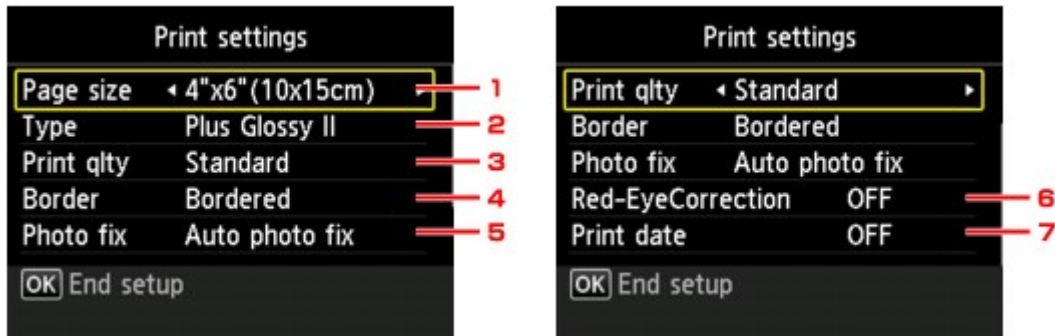 Print settings
Page size 4"x6"(10x15cm) 1
Type Plus Glossy II 2
Print qlty Standard 3
Border Bordered 4
Photo fix Auto photo fix 5
OK End setup
Print settings
Print qlty Standard
Border Bordered
Photo fix Auto photo fix
Red-EyeCorrection OFF 6
Print date OFF 7
OK End setup